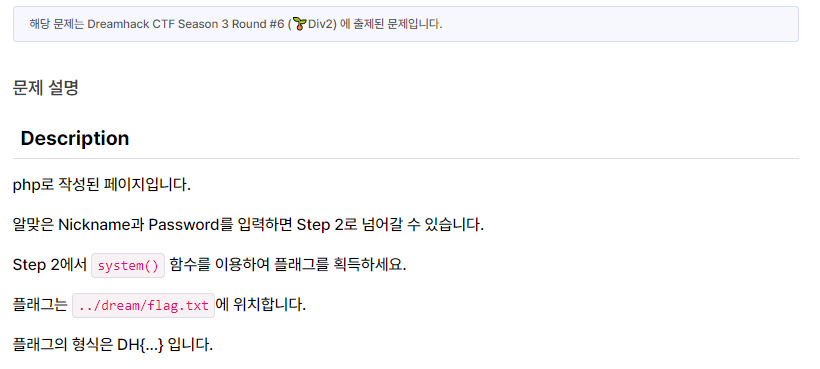 해당 문제는 Dreamhack CTF Season 3 Round #6 (🌱Div2) 에 출제된 문제입니다.
문제 설명
Description
php로 작성된 페이지입니다.
알맞은 Nickname과 Password를 입력하면 Step 2로 넘어갈 수 있습니다.
Step 2에서 system() 함수를 이용하여 플래그를 획득하세요.
플래그는 ../dream/flag.txt에 위치합니다.
플래그의 형식은 DH{...} 입니다.